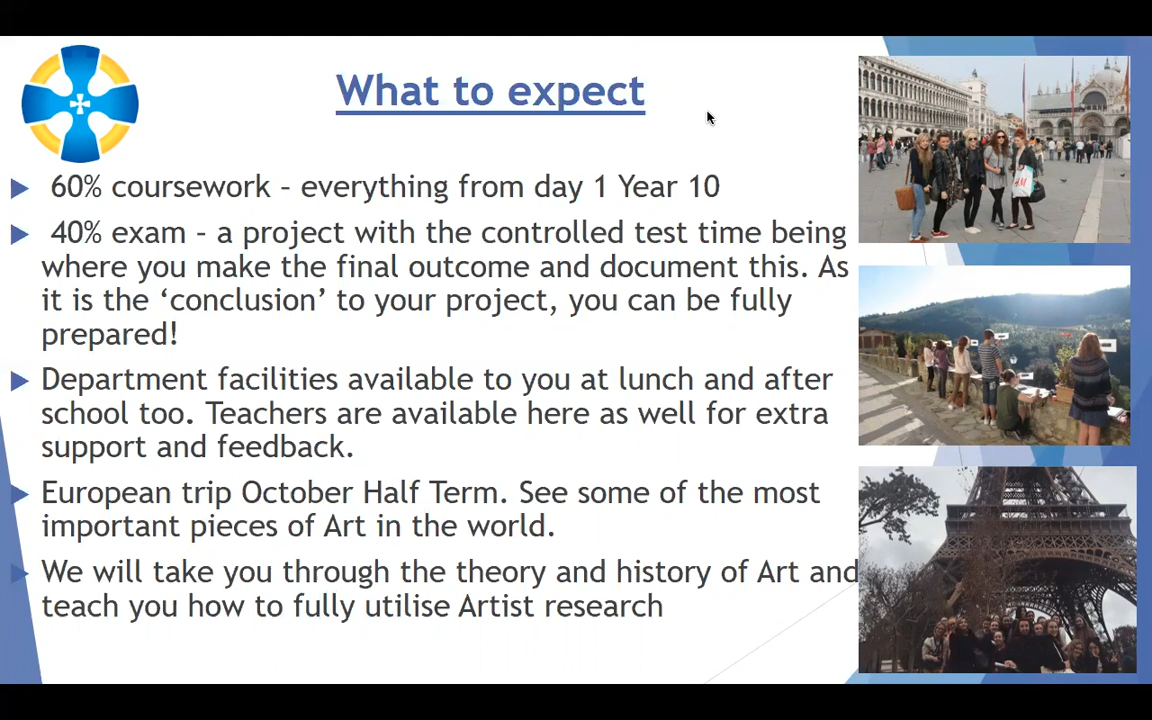 What to expect
60% coursework – everything from day 1 Year 10
40% exam – a project with the controlled test time being
where you make the final outcome and document this. As
it is the ‘conclusion’ to your project, you can be fully
prepared!
Department facilities available to you at lunch and after
school too. Teachers are available here as well for extra
support and feedback.
European trip October Half Term. See some of the most
important pieces of Art in the world.
We will take you through the theory and history of Art and
teach you how to fully utilise Artist research
H&M